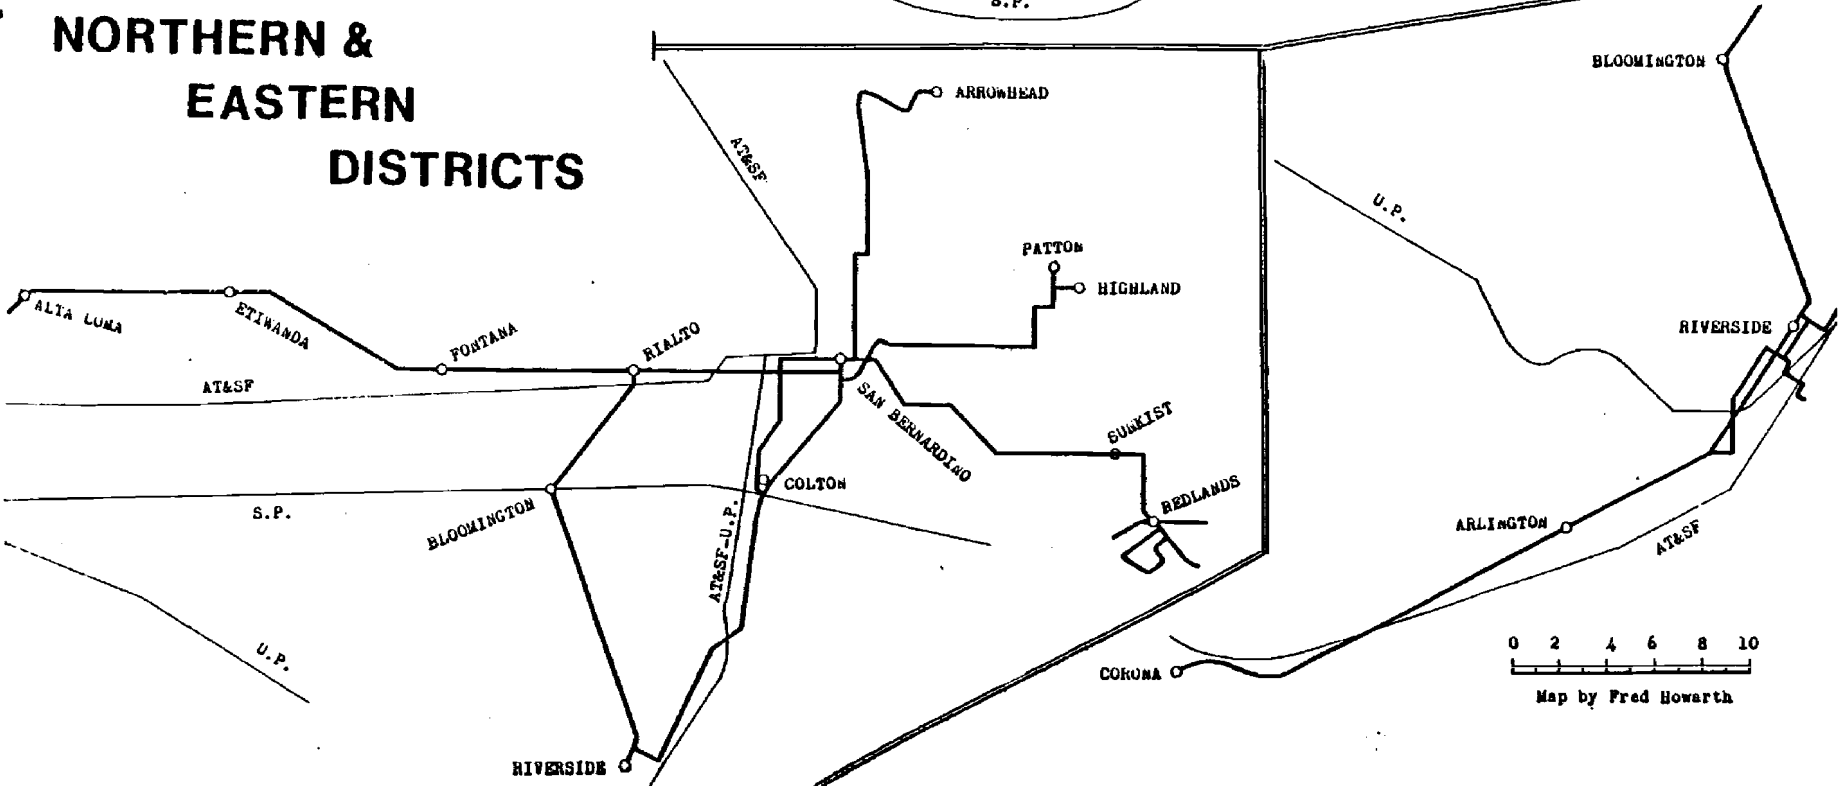 NORTHERN &
EASTERN
DISTRICTS
S.P.
BLOOMINGTON
ARROWHEAD
AT&SF
U.P.
PATTON
HIGHLAND
ALTA LOMA
ETIWANDA
FONTANA
RIALTO
RIVERSIDE
AT&SF
SAN BERNARDINO
SUNKIST
COLTON
REDLANDS
S.P.
BLOOMINGTON
AT&SF-U.P.
ARLINGTON
AT&SF
U.P.
CORONA
0 2 4 6 8 10
Map by Fred Howarth
RIVERSIDE